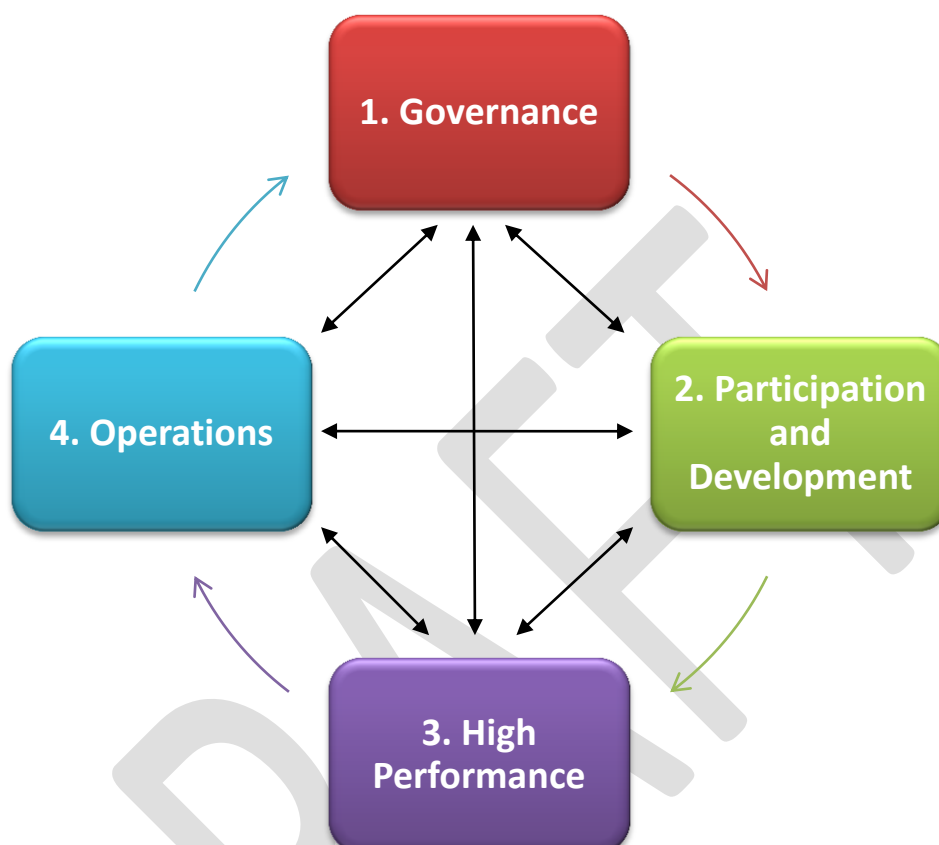 1. Governance
2. Participation
and
Development
4. Operations
3. High
Performance
DRAFT